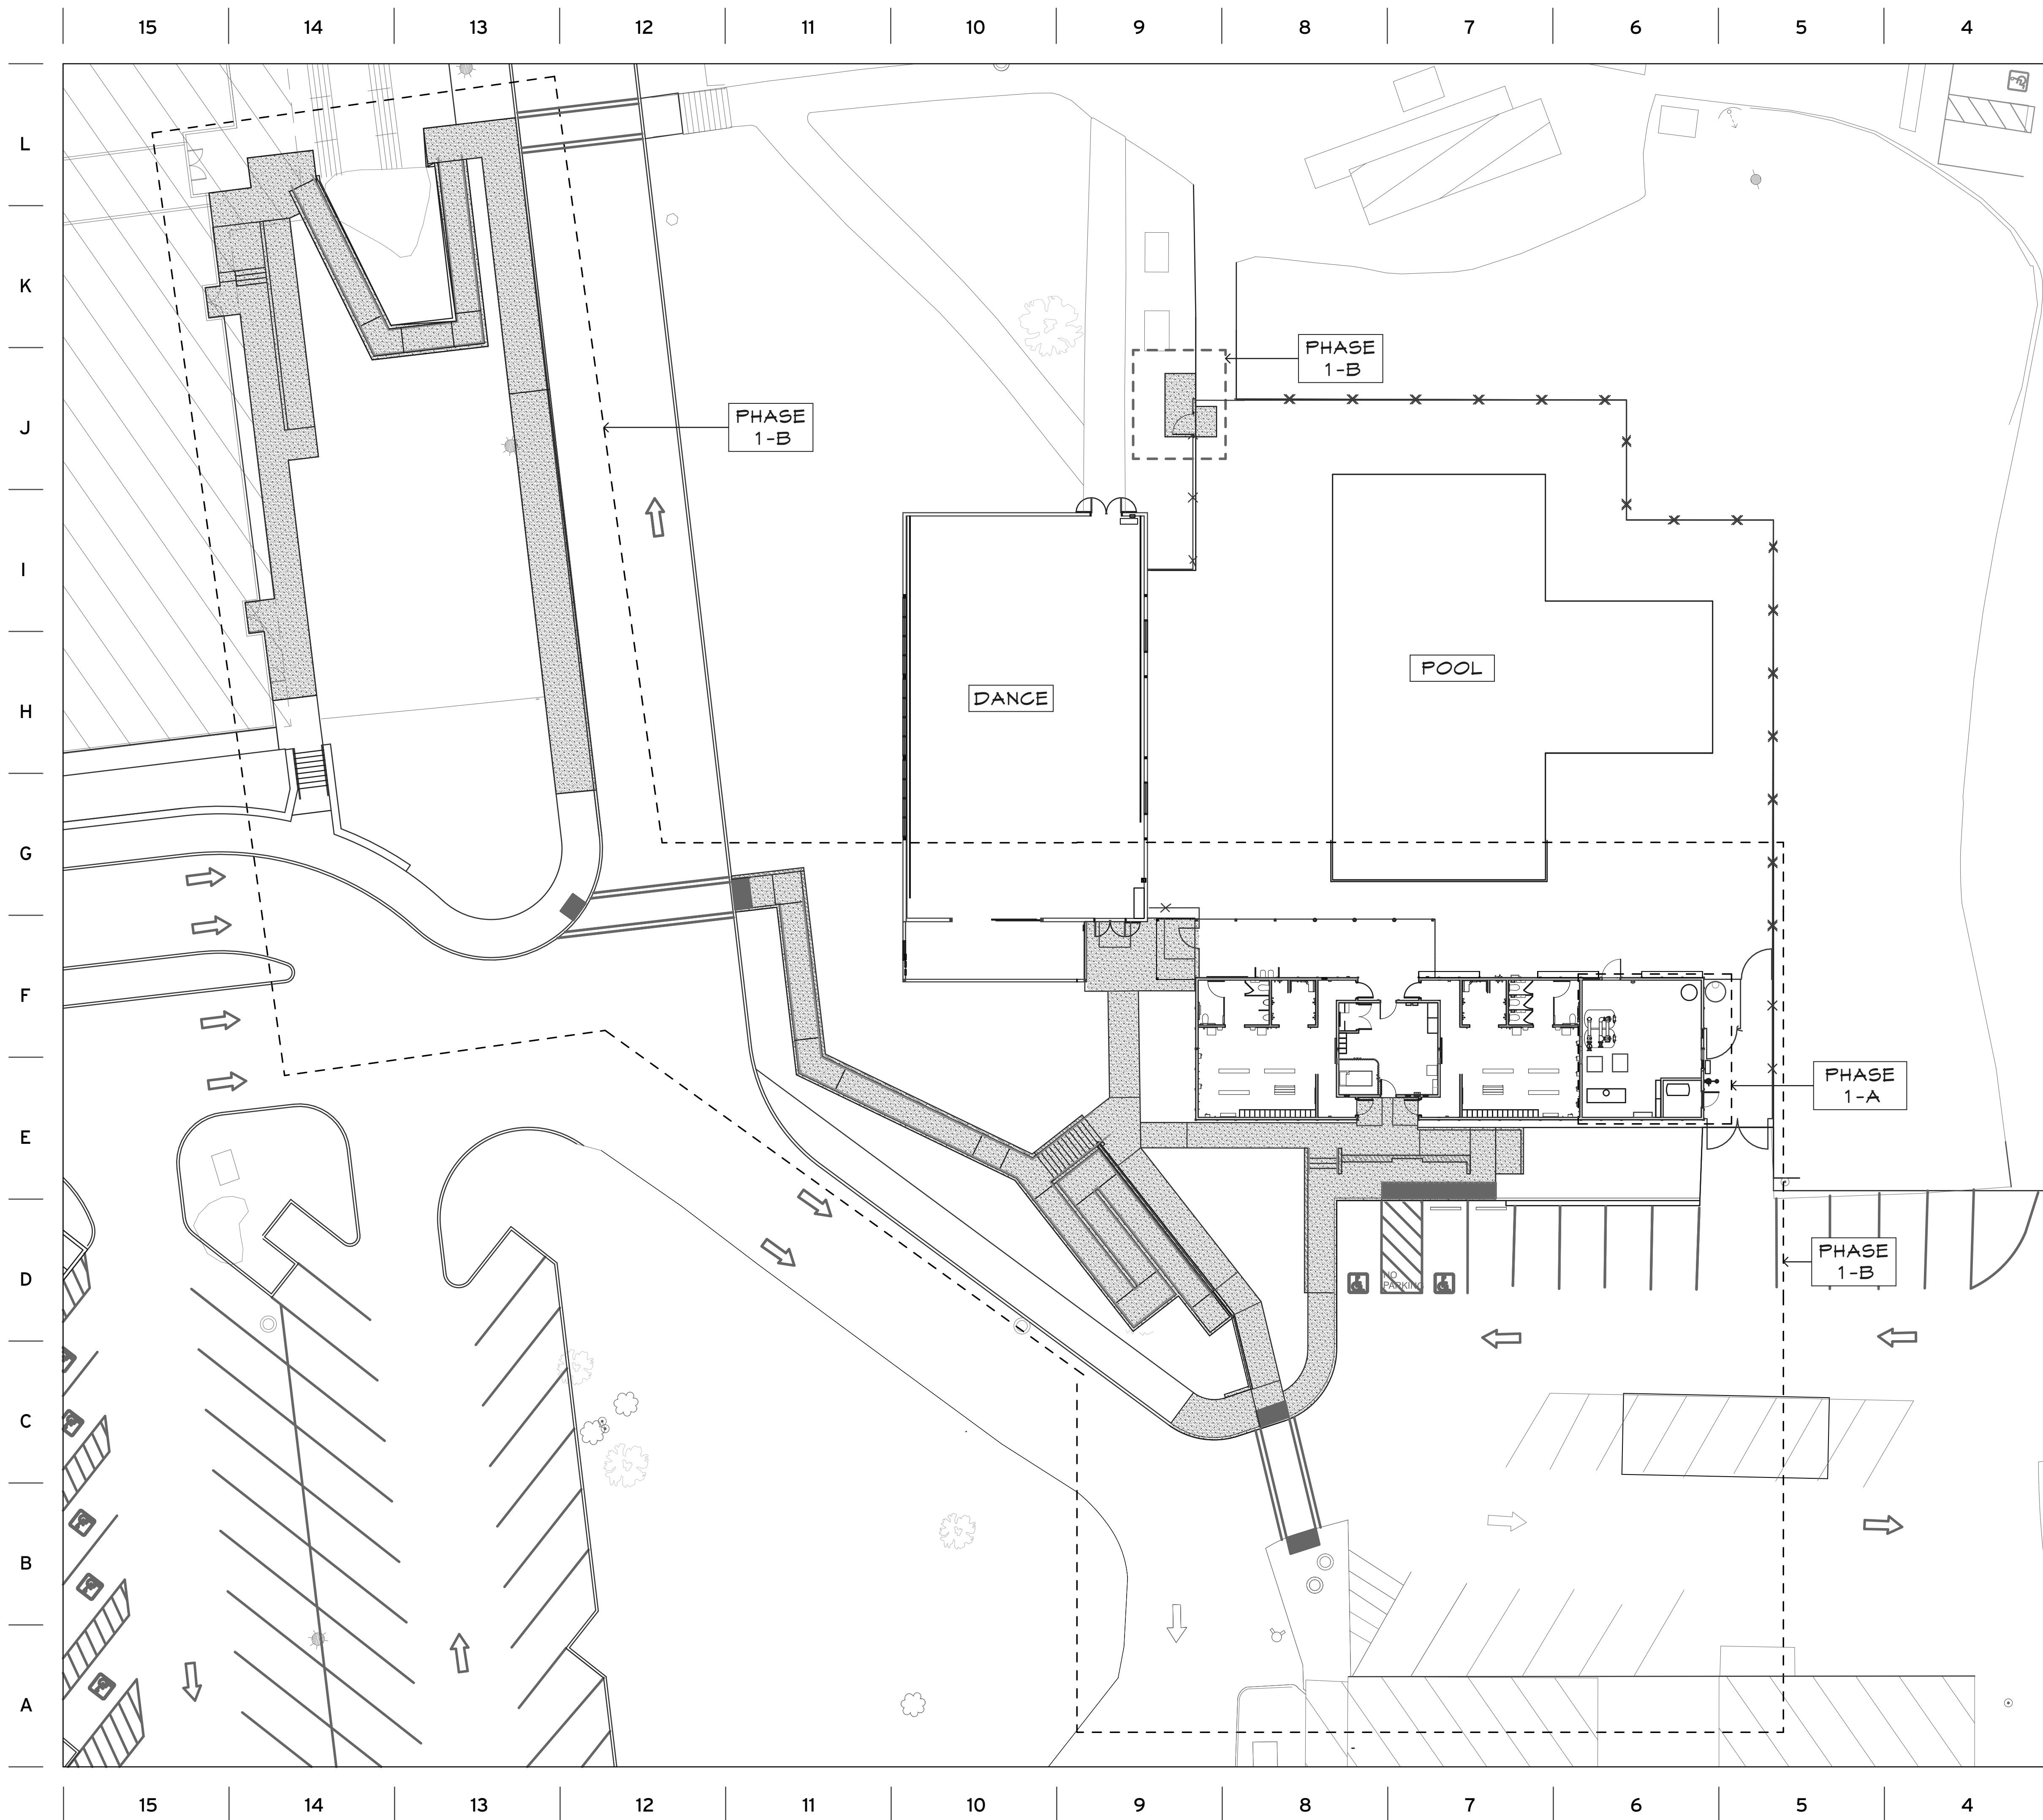 15 14 13 12 11 10 9 8 7 6 5 4
L
K
PHASE
1-B
J
PHASE
1-B
I
POOL
H
DANCE
G
F
PHASE
1-A
E
PHASE
1-B
D
NO
PARKING
C
B
A
15 14 13 12 11 10 9 8 7 6 5 4